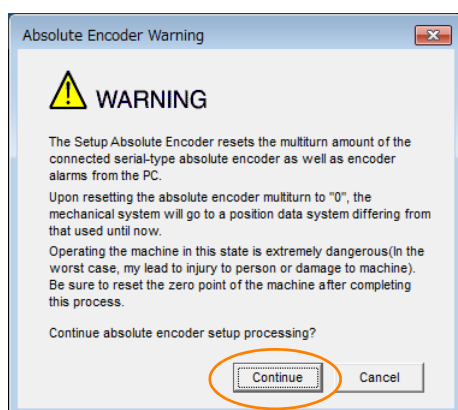 Absolute Encoder Warning
WARNING
The Setup Absolute Encoder resets the multiturn amount of the
connected serial-type absolute encoder as well as encoder
alarms from the PC.
Upon resetting the absolute encoder multiturn to "0", the
mechanical system will go to a position data system differing from
that used until now.
Operating the machine in this state is extremely dangerous(In the
worst case, my lead to injury to person or damage to machine).
Be sure to reset the zero point of the machine after completing
this process.
Continue absolute encoder setup processing?
Continue
Cancel